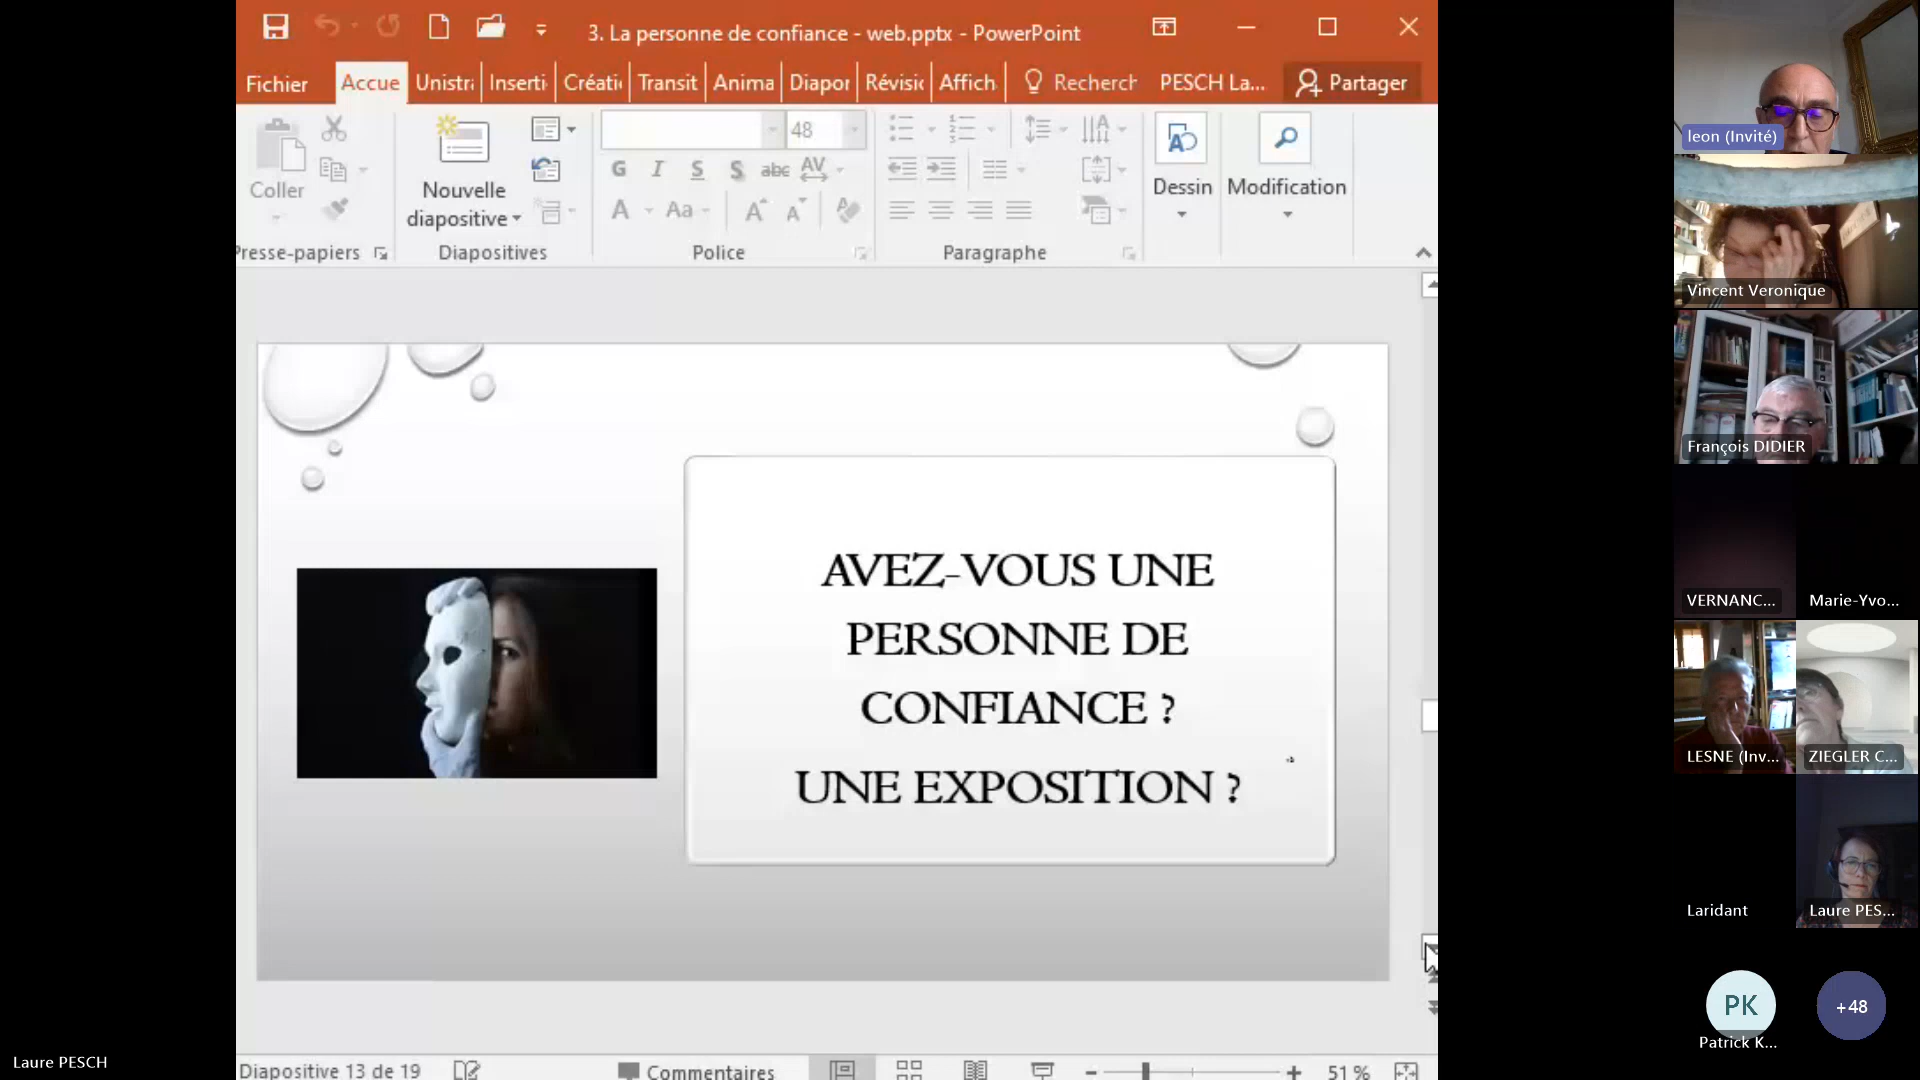 3. La personne de confiance - web.pptx - PowerPoint
Fichier
Accue
Unistr
Inserti
Créati
Transit
Anima
Diapor
Révisi
Affich
Recherch
PESCH La...
Partager
48
G I S S abc AV
A Aa A A
Coller
Nouvelle
diapositive
Dessin
Modification
Presse-papiers
Diapositives
Police
Paragraphe
AVEZ-VOUS UNE
PERSONNE DE
CONFIANCE ?
UNE EXPOSITION ?
Diapositive 13 de 19
Commentaires
51 %
Laure PESCH
leon (Invité)
Vincent Veronique
François DIDIER
VERNANC...
Marie-Yvo...
LESNE (Inv...
ZIEGLER C...
Laridant
Laure PES...
PK
+48
Patrick K...